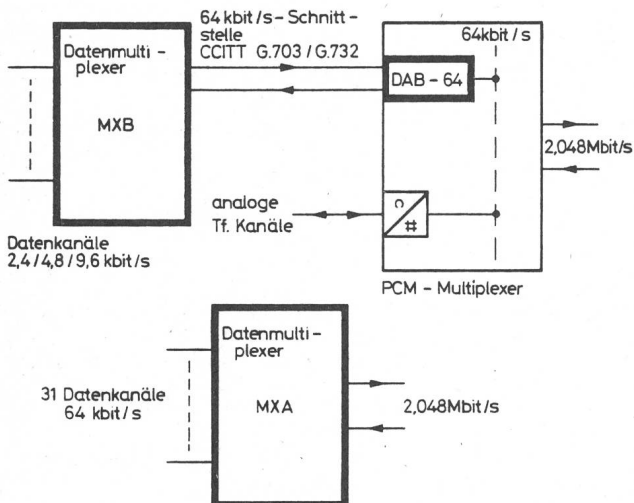 64 kbit/s-Schnitt-
stelle
CCITT G.703 / G.732
Datenmulti-
plexer
MXB
Datenkanäle
2,4 / 4,8 / 9,6 kbit/s
64kbit/s
DAB - 64
2,048Mbit/s
analoge
Tf. Kanäle
PCM - Multiplexer
Datenmulti-
plexer
MXA
31 Datenkanäle
64 kbit/s
2,048Mbit/s